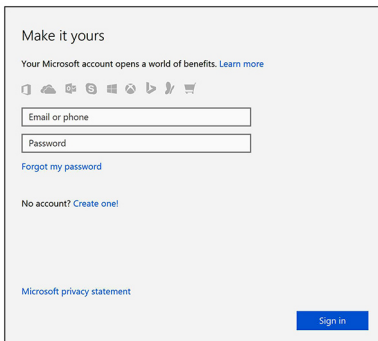 Make it yours
Your Microsoft account opens a world of benefits. Learn more
Email or phone
Password
Forgot my password
No account? Create one!
Microsoft privacy statement
Sign in